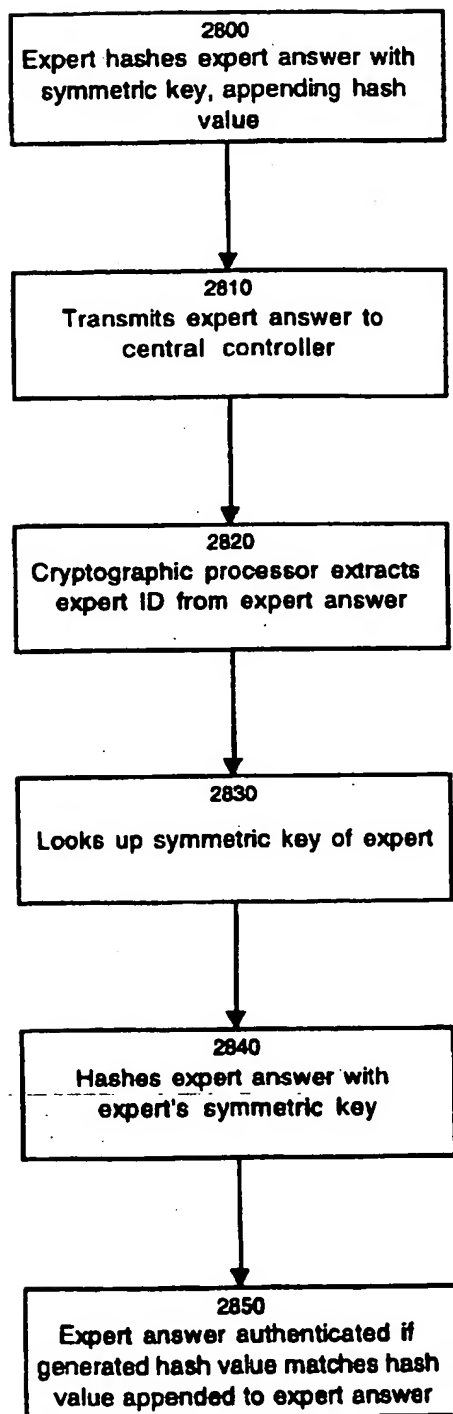 2800
Expert hashes expert answer with
symmetric key, appending hash
value
2810
Transmits expert answer to
central controller
2820
Cryptographic processor extracts
expert ID from expert answer
2830
Looks up symmetric key of expert
2840
Hashes expert answer with
expert's symmetric key
2850
Expert answer authenticated if
generated hash value matches hash
value appended to expert answer